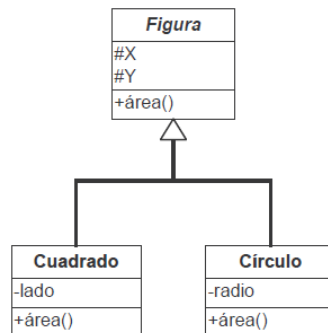 Figura
#X
#Y
+área()
Cuadrado
-lado
+área()
Círculo
-radio
+área()